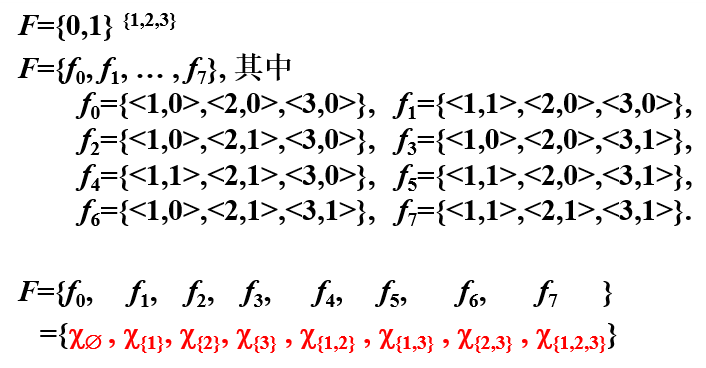 F={0,1} {1,2,3}
F={f0, f1, … , f7}, 其中
f0={<1,0>,<2,0>,<3,0>}, f1={<1,1>,<2,0>,<3,0>},
f2={<1,0>,<2,1>,<3,0>}, f3={<1,0>,<2,0>,<3,1>},
f4={<1,1>,<2,1>,<3,0>}, f5={<1,1>,<2,0>,<3,1>},
f6={<1,0>,<2,1>,<3,1>}, f7={<1,1>,<2,1>,<3,1>}.
F={f0, f1, f2, f3, f4, f5, f6, f7 }
={χ∅ , χ{1}, χ{2}, χ{3} , χ{1,2} , χ{1,3} , χ{2,3} , χ{1,2,3}}